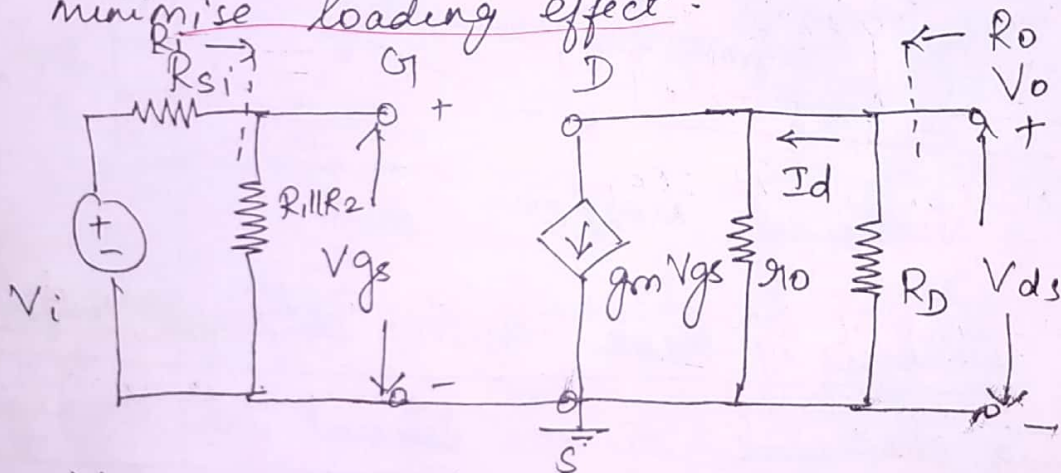 minimise loading effect.
Ri
RSi
G
D
Ro
Vo
+
+
Id
R1||R2
+
-
Vgs
gmVgs
ro
RD
Vds
Vi
-
-
S